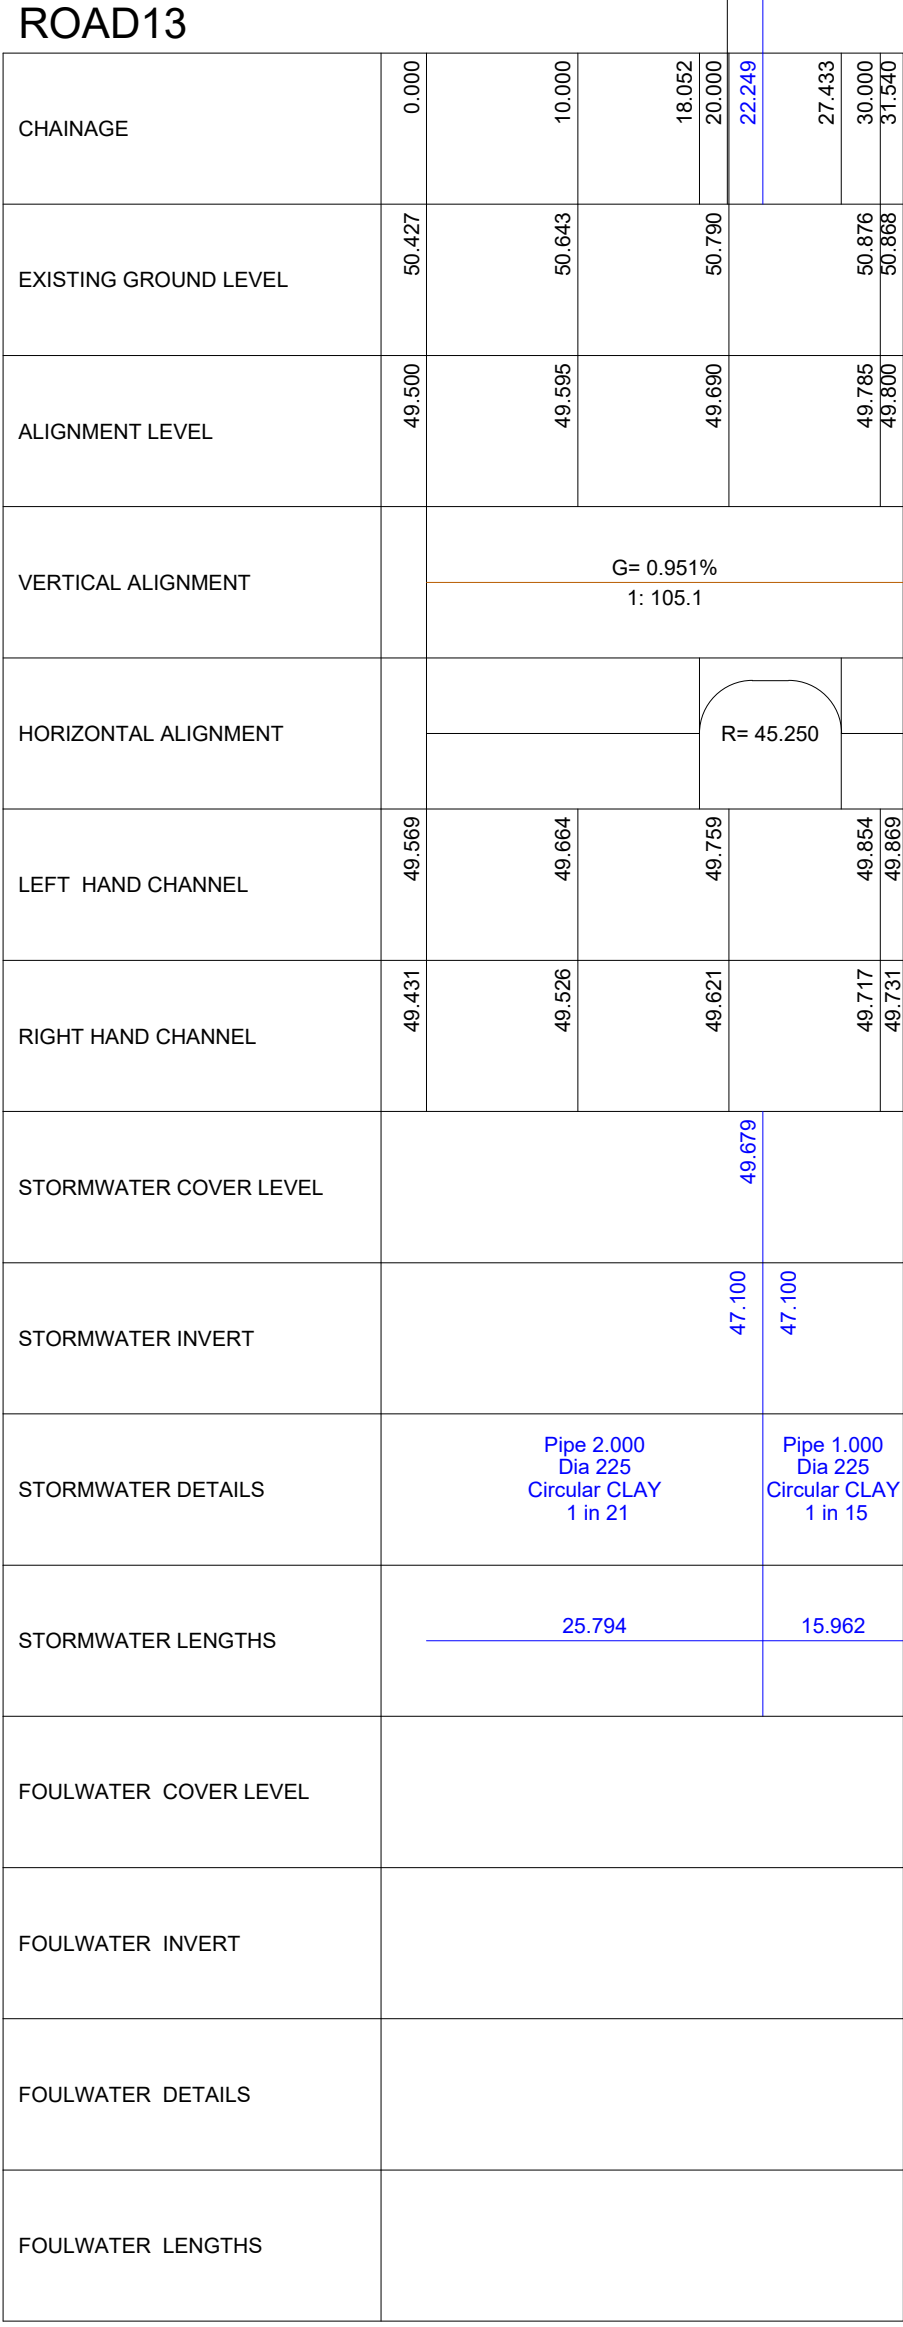 ROAD13
CHAINAGE
0.000
10.000
18.052
20.000
22.249
27.433
30.000
31.540
EXISTING GROUND LEVEL
50.427
50.643
50.790
50.876
50.868
ALIGNMENT LEVEL
49.500
49.595
49.690
49.785
49.800
VERTICAL ALIGNMENT
G= 0.951%
1: 105.1
HORIZONTAL ALIGNMENT
R= 45.250
LEFT HAND CHANNEL
49.569
49.664
49.759
49.854
49.869
RIGHT HAND CHANNEL
49.431
49.526
49.621
49.717
49.731
STORMWATER COVER LEVEL
49.679
STORMWATER INVERT
47.100
47.100
STORMWATER DETAILS
Pipe 2.000
Dia 225
Circular CLAY
1 in 21
Pipe 1.000
Dia 225
Circular CLAY
1 in 15
STORMWATER LENGTHS
25.794
15.962
FOULWATER COVER LEVEL
FOULWATER INVERT
FOULWATER DETAILS
FOULWATER LENGTHS